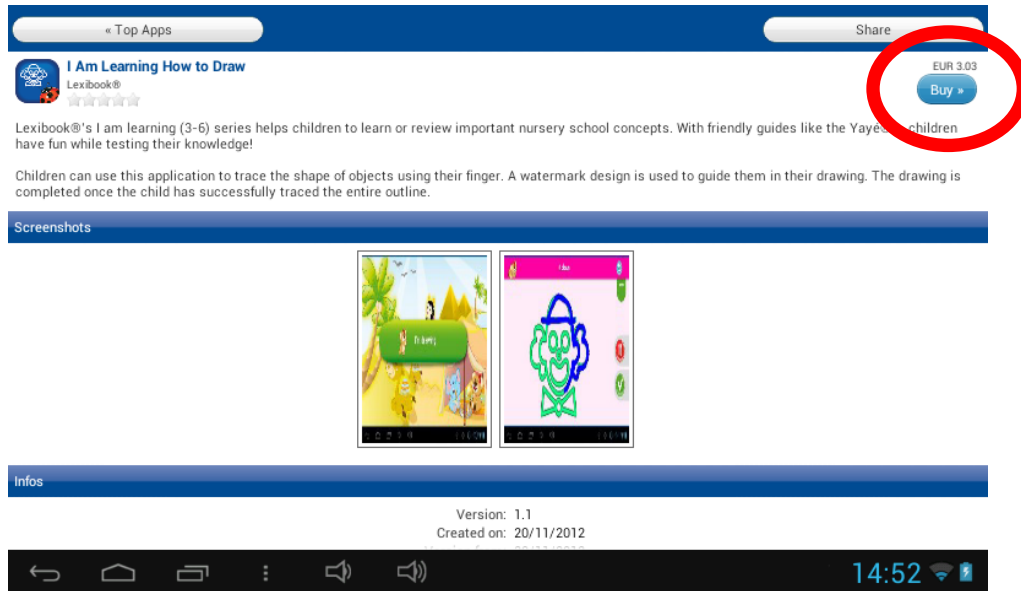 « Top Apps
Share
I Am Learning How to Draw
EUR 3.03
Lexibook®
Buy »
Lexibook®'s I am learning (3-6) series helps children to learn or review important nursery school concepts. With friendly guides like the Yayé children
have fun while testing their knowledge!
Children can use this application to trace the shape of objects using their finger. A watermark design is used to guide them in their drawing. The drawing is
completed once the child has successfully traced the entire outline.
Screenshots
Infos
Version: 1.1
Created on: 20/11/2012
14:52